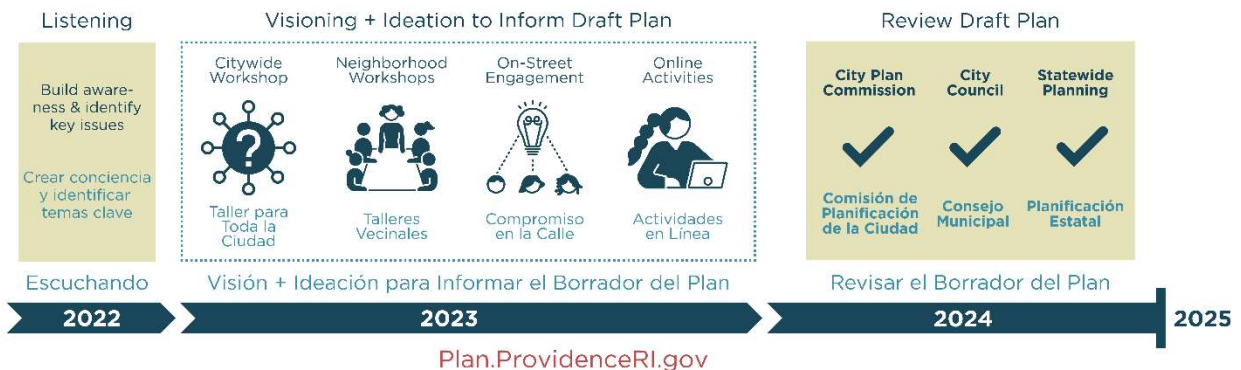 Listening
Build aware-
ness & identify
key issues
Crear conciencia
y identificar
temas clave
Escuchando
Visioning + Ideation to Inform Draft Plan
Citywide
Workshop
?
Taller para
Toda la
Ciudad
Neighborhood
Workshops
Talleres
Vecinales
On-Street
Engagement
Compromiso
en la Calle
Online
Activities
Actividades
en Línea
Visión + Ideación para Informar el Borrador del Plan
Review Draft Plan
City Plan
Commission
Comisión de
Planificación
de la Ciudad
City
Council
Consejo
Municipal
Statewide
Planning
Planificación
Estatal
Revisar el Borrador del Plan
2022
2023
2024
2025
Plan.ProvidenceRI.gov